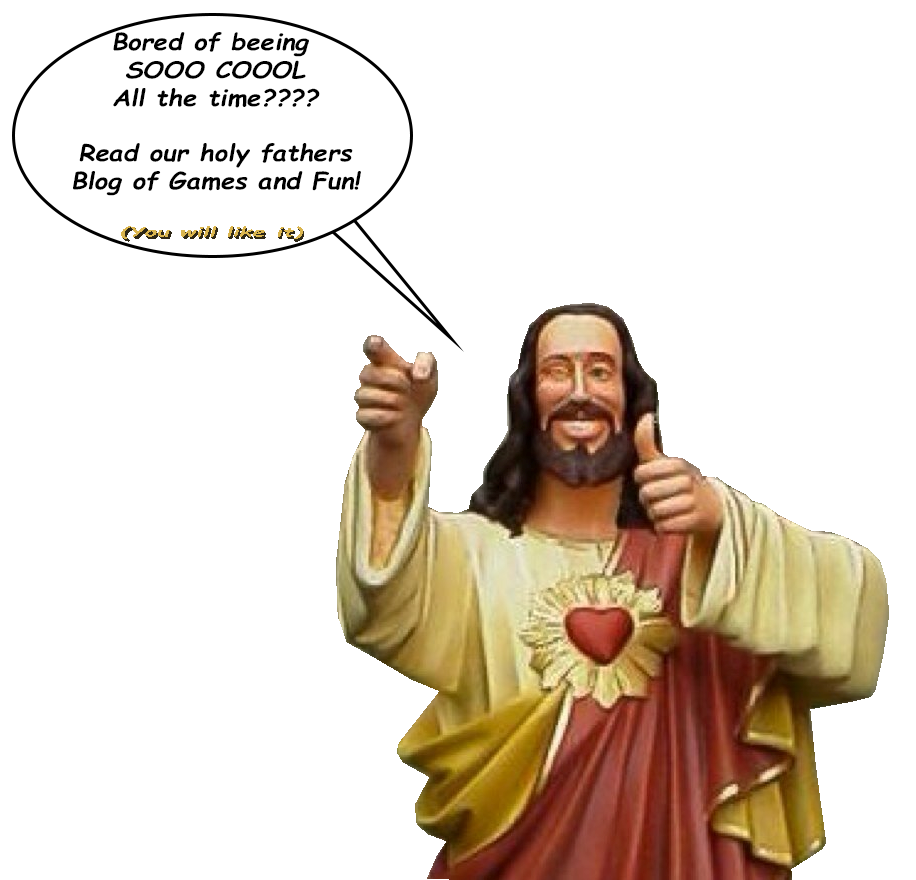 Bored of beeing
SOOO COOOL
All the time????
Read our holy fathers
Blog of Games and Fun!
(You will like it)